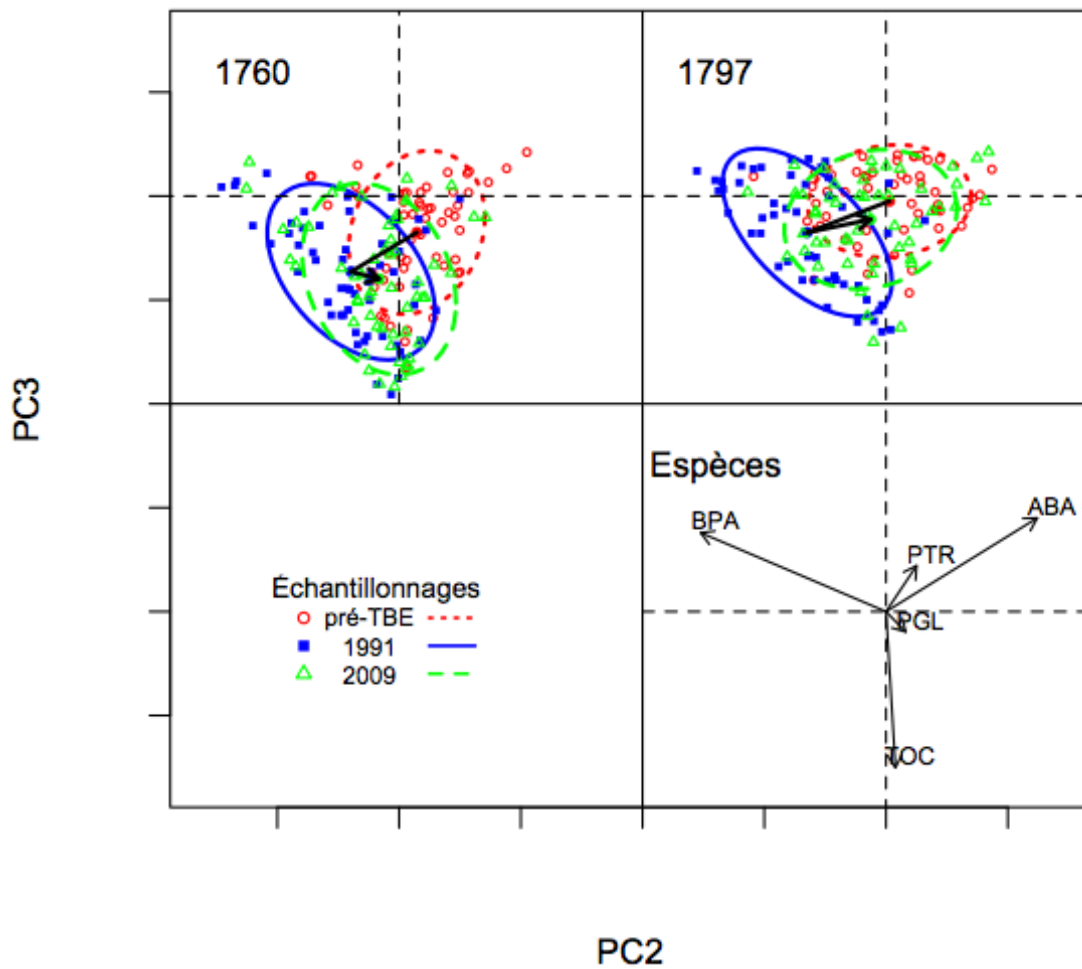 1760
1797
PC3
Espèces
BPA
ABA
PTR
PGL
TOC
Échantillonnages
pré-TBE
1991
2009
PC2